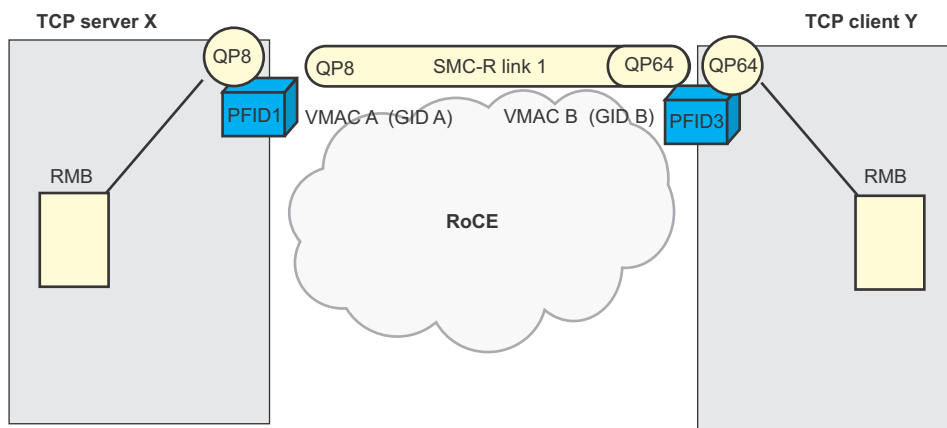 TCP server X
TCP client Y
QP8
QP8 SMC-R link 1 QP64
QP64
PFID1
VMAC A (GID A)
VMAC B (GID B)
PFID3
RMB
RMB
RoCE